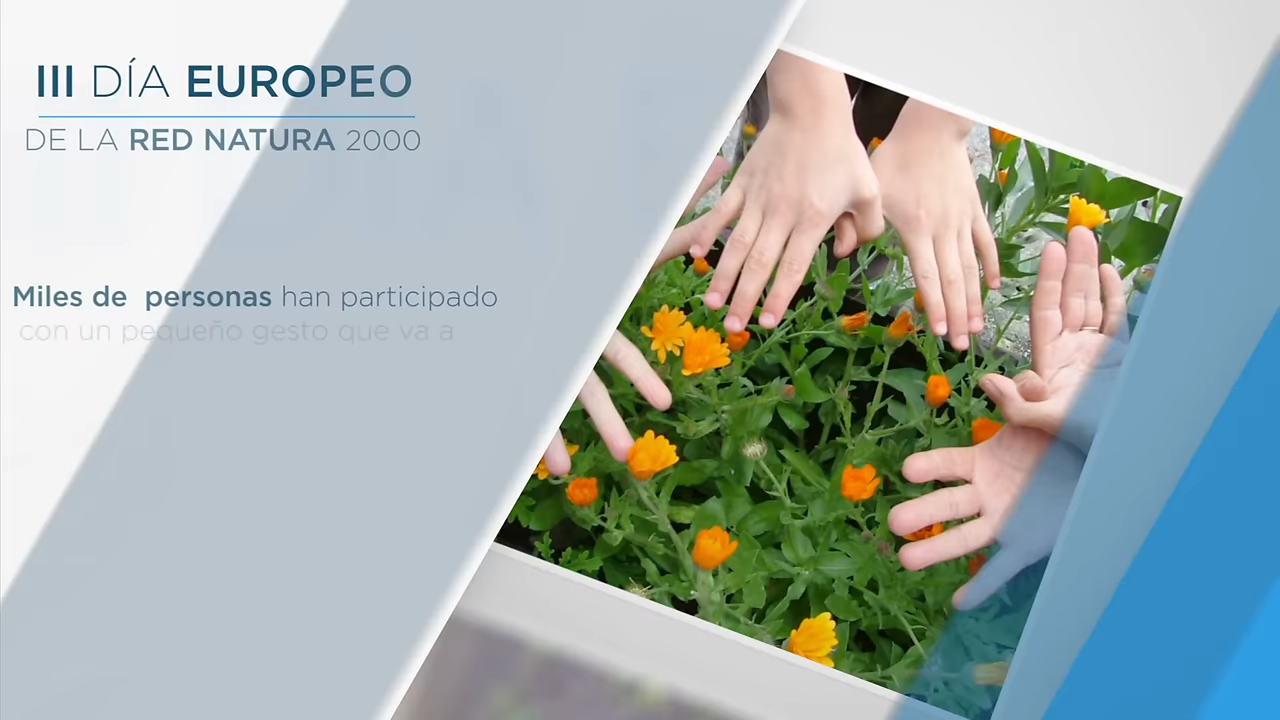 III DÍA EUROPEO
DE LA RED NATURA 2000
Miles de personas han participado
con un pequeño gesto que va a